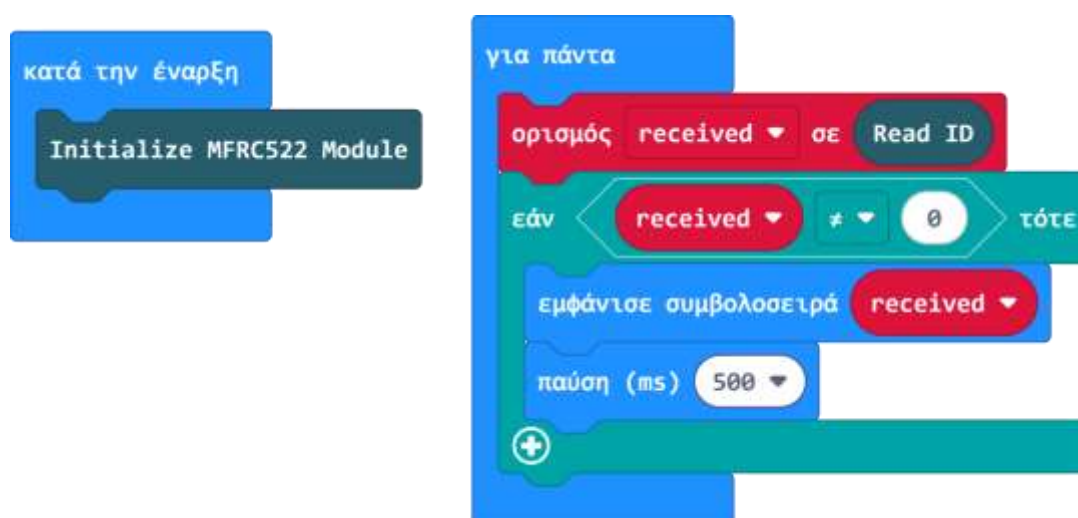 κατά την έναρξη
Initialize MFRC522 Module
για πάντα
ορισμός received σε Read ID
εάν received ≠ 0 τότε
εμφάνισε συμβολοσειρά received
παύση (ms) 500